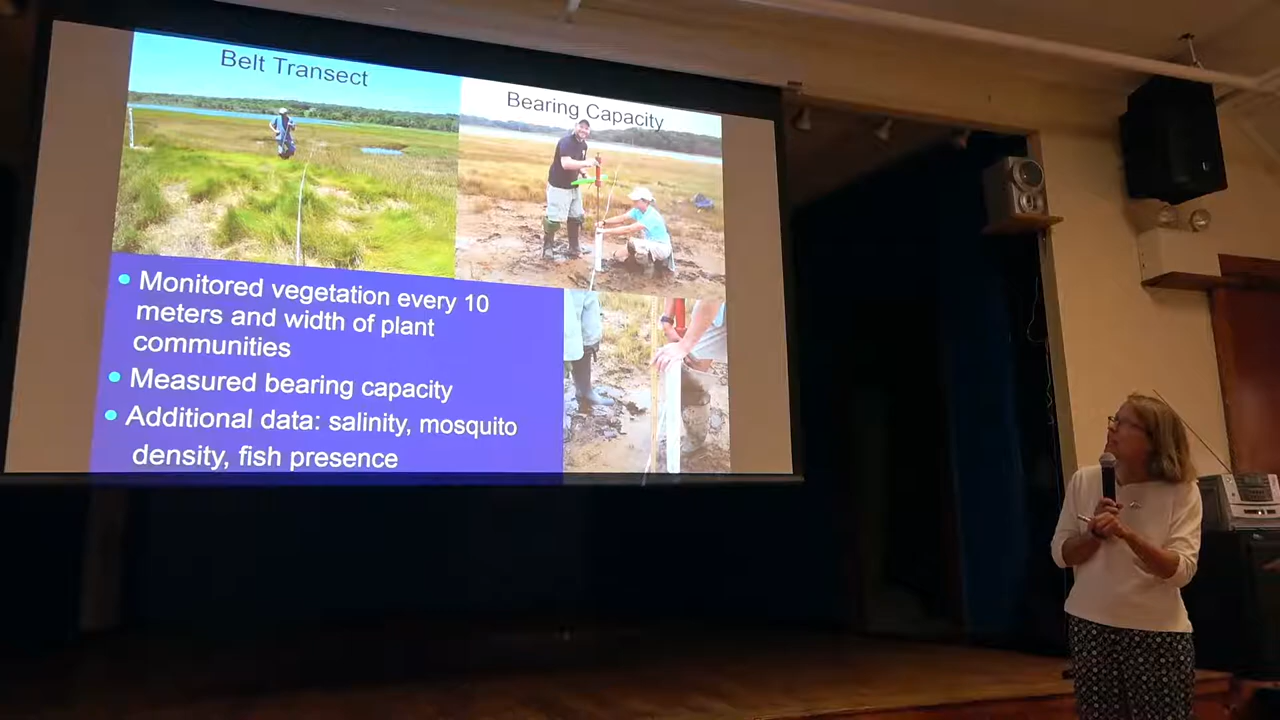 Belt Transect
Bearing Capacity
Monitored vegetation every 10
meters and width of plant
communities
Measured bearing capacity
Additional data: salinity, mosquito
density, fish presence